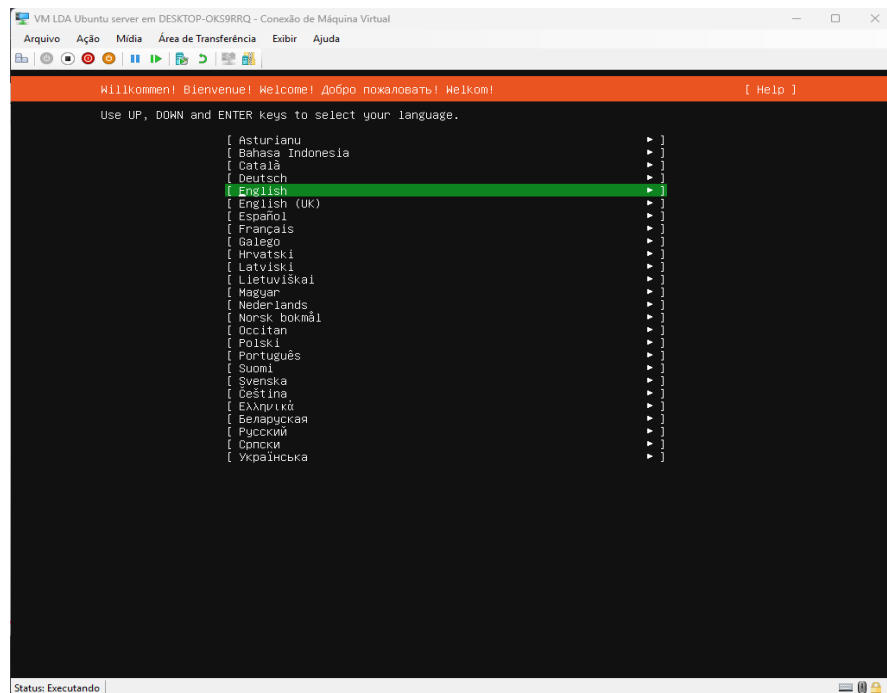 VM LDA Ubuntu server em DESKTOP-OKS9RRQ - Conexão de Máquina Virtual
Arquivo Ação Mídia Área de Transferência Exibir Ajuda
Willkommen! Bienvenue! Welcome! Добро пожаловать! Welkom! [ Help ]
Use UP, DOWN and ENTER keys to select your language.
[ Asturianu ► ]
[ Bahasa Indonesia ► ]
[ Català ► ]
[ Deutsch ► ]
[ English ► ]
[ English (UK) ► ]
[ Español ► ]
[ Français ► ]
[ Galego ► ]
[ Hrvatski ► ]
[ Latviski ► ]
[ Lietuviškai ► ]
[ Magyar ► ]
[ Nederlands ► ]
[ Norsk bokmål ► ]
[ Occitan ► ]
[ Polski ► ]
[ Português ► ]
[ Suomi ► ]
[ Svenska ► ]
[ Čeština ► ]
[ Ελληνικά ► ]
[ Беларуская ► ]
[ Русский ► ]
[ Српски ► ]
[ Українська ► ]
Status: Executando